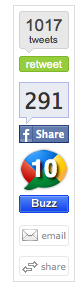 1017
tweets
retweet
291
f Share
10
Buzz
email
share